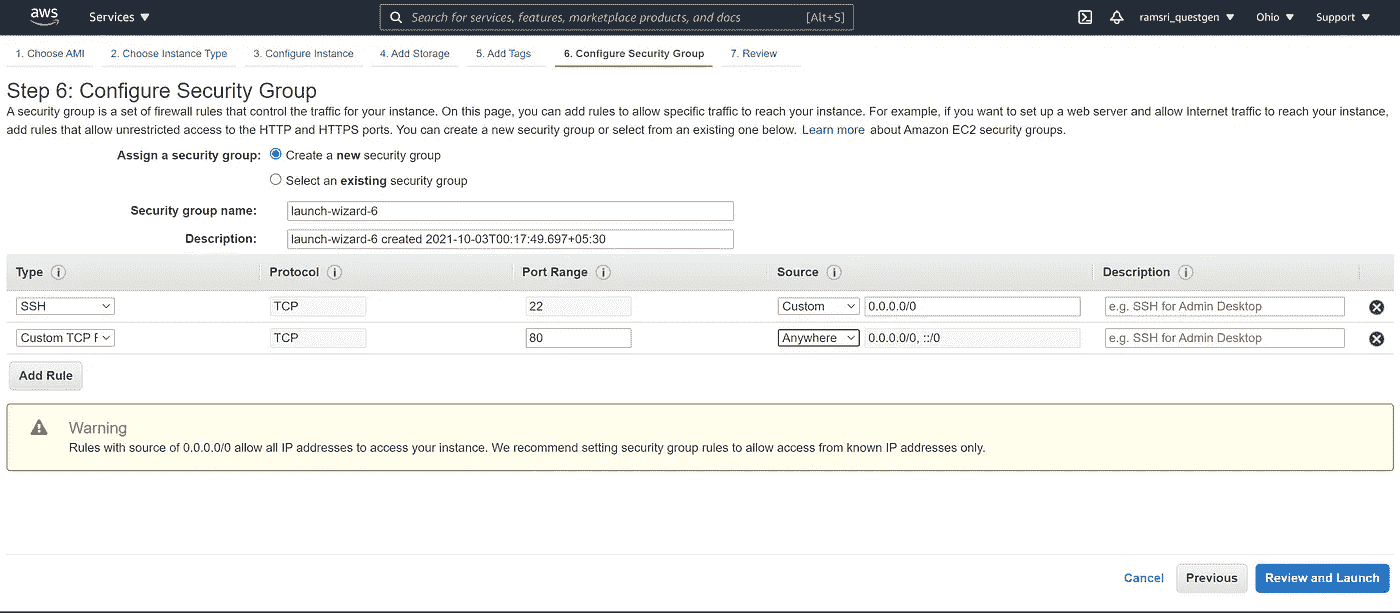 aws Services Search for services, features, marketplace products, and docs [Alt+S] ramsri_questgen Ohio Support
1. Choose AMI 2. Choose Instance Type 3. Configure Instance 4. Add Storage 5. Add Tags 6. Configure Security Group 7. Review
Step 6: Configure Security Group
A security group is a set of firewall rules that control the traffic for your instance. On this page, you can add rules to allow specific traffic to reach your instance. For example, if you want to set up a web server and allow Internet traffic to reach your instance,
add rules that allow unrestricted access to the HTTP and HTTPS ports. You can create a new security group or select from an existing one below. Learn more about Amazon EC2 security groups.
Assign a security group: Create a new security group
Select an existing security group
Security group name: launch-wizard-6
Description: launch-wizard-6 created 2021-10-03T00:17:49.697+05:30
Type i Protocol i Port Range i Source i Description i
SSH TCP 22 Custom 0.0.0.0/0 e.g. SSH for Admin Desktop
Custom TCP F TCP 80 Anywhere 0.0.0.0/0, ::/0 e.g. SSH for Admin Desktop
Add Rule
Warning
Rules with source of 0.0.0.0/0 allow all IP addresses to access your instance. We recommend setting security group rules to allow access from known IP addresses only.
Cancel Previous Review and Launch